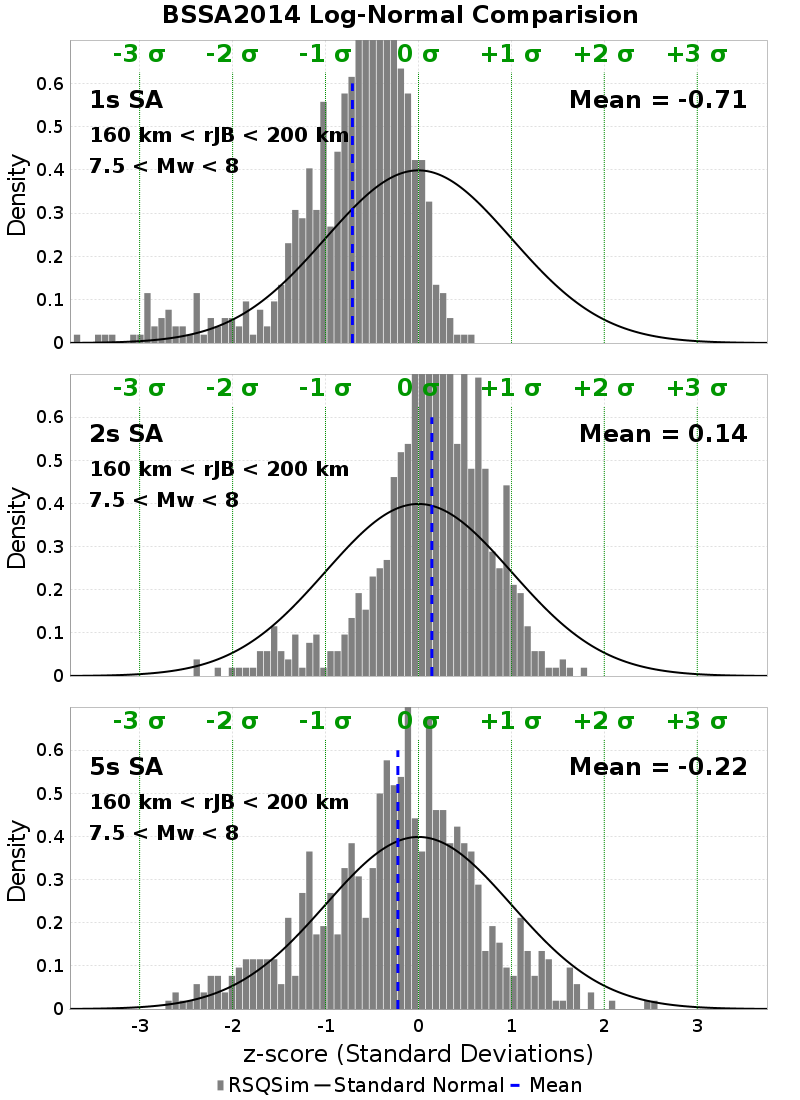 BSSA2014 Log-Normal Comparision
-3 σ -2 σ -1 σ 0 σ +1 σ +2 σ +3 σ
1s SA
Mean = -0.71
160 km < rJB < 200 km
7.5 < Mw < 8
0.6
0.5
0.4
0.3
0.2
0.1
0
Density
-3 σ -2 σ -1 σ 0 σ +1 σ +2 σ +3 σ
2s SA
Mean = 0.14
160 km < rJB < 200 km
7.5 < Mw < 8
0.6
0.5
0.4
0.3
0.2
0.1
0
Density
-3 σ -2 σ -1 σ 0 σ +1 σ +2 σ +3 σ
5s SA
Mean = -0.22
160 km < rJB < 200 km
7.5 < Mw < 8
0.6
0.5
0.4
0.3
0.2
0.1
0
Density
-3 -2 -1 0 1 2 3
z-score (Standard Deviations)
RSQSim Standard Normal Mean